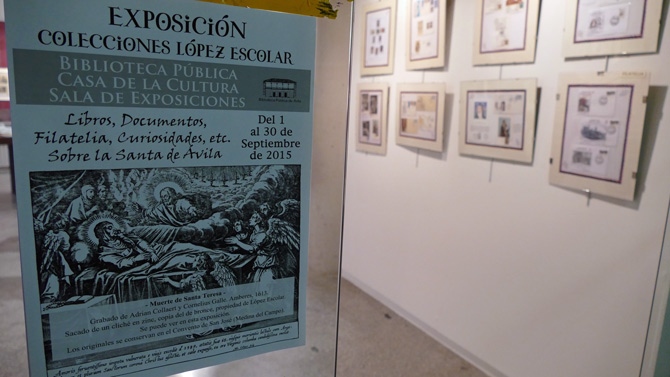 EXPOSICIÓN
COLECCIONES LÓPEZ ESCOLAR
BIBLIOTECA PÚBLICA
CASA DE LA CULTURA
SALA DE EXPOSICIONES
Libros, Documentos,
Filatelia, Curiosidades, etc.
Sobre la Santa de Ávila
Del 1
al 30 de
Septiembre
de 2015
- Muerte de Santa Teresa -
Grabado de Adrian Collaert y Cornelius Galle. Amberes, 1613.
Sacado de un cliché en zinc, copia del de bronce, propiedad de López Escolar
Se puede ver en esta exposición.
Los originales se conservan en el Convento de San José (Medina del Campo)